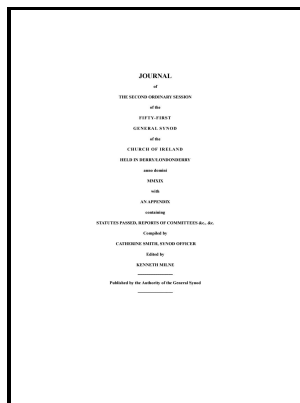 JOURNAL
of
THE SECOND ORDINARY SESSION
of the
FIFTY-FIRST
GENERAL SYNOD
of the
CHURCH OF IRELAND
HELD IN DERRY/LONDONDERRY
anno domini
MMXIX
with
AN APPENDIX
containing
STATUTES PASSED, REPORTS OF COMMITTEES &c., &c.
Compiled by
CATHERINE SMITH, SYNOD OFFICER
Edited by
KENNETH MILNE
Published by the Authority of the General Synod